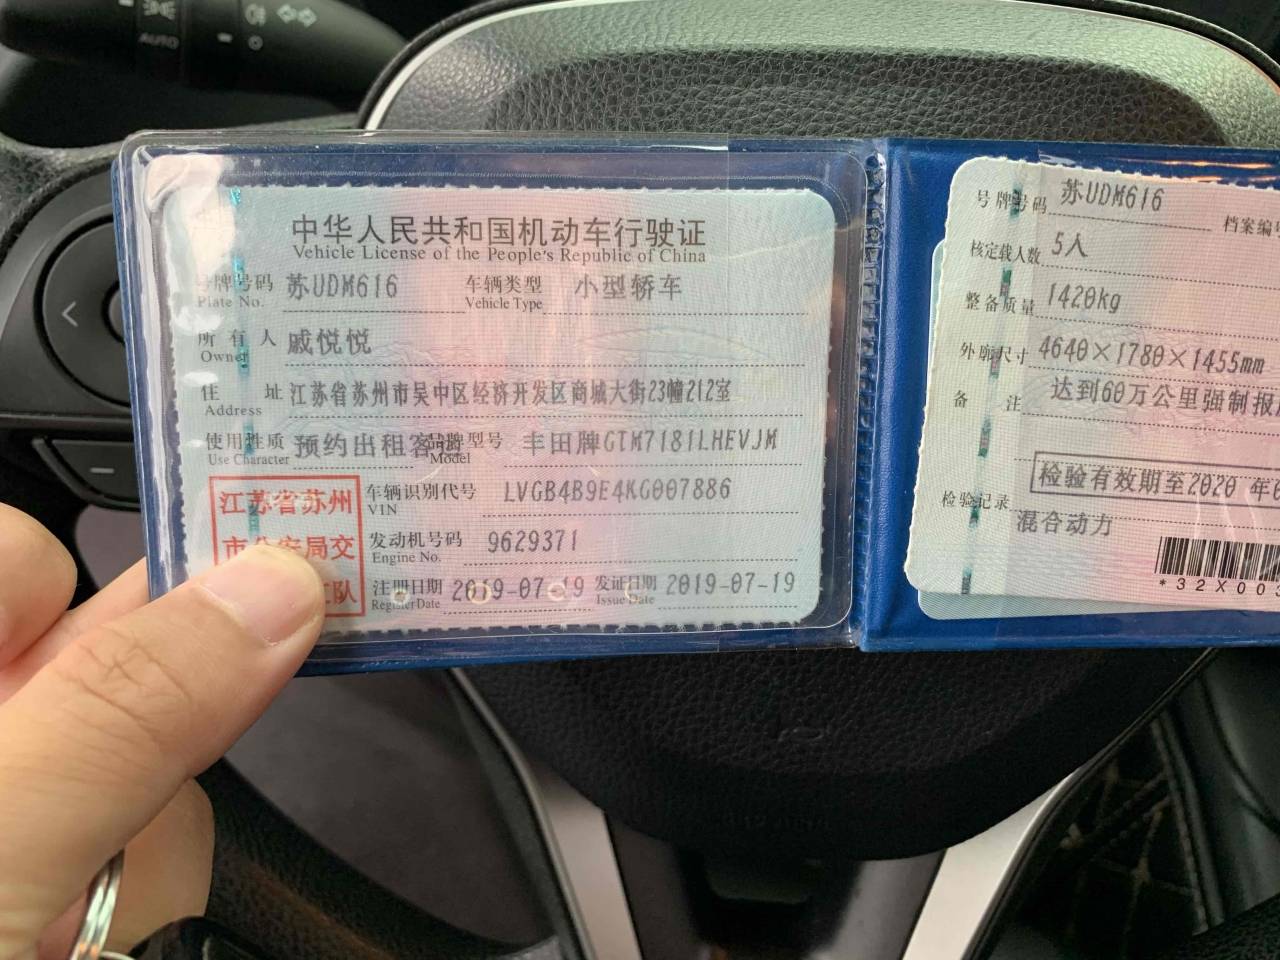 AUTO
中华人民共和国机动车行驶证
Vehicle License of the People's Republic of China
号牌号码 苏UDM616 车辆类型 小型轿车
Plate No. Vehicle Type
所有人 戚悦悦
Owner
住址 江苏省苏州市吴中区经济开发区商城大街23幢212室
Address
使用性质 预约出租客运 品牌型号 丰田牌GTM7181LHEVJM
Use Character Model
江苏省苏州
车辆识别代号 LVGB4B9E4KG007886
VIN
市公安局交
发动机号码 9629371
Engine No.
队
注册日期 2019-07-19 发证日期 2019-07-19
Register Date Issue Date
号牌号码 苏UDM616 档案编号
核定载人数 5人
整备质量 1420kg
外廓尺寸 4640×1780×1455mm
备注 达到60万公里强制报
检验有效期至2020 年
检验记录
混合动力
*32X00